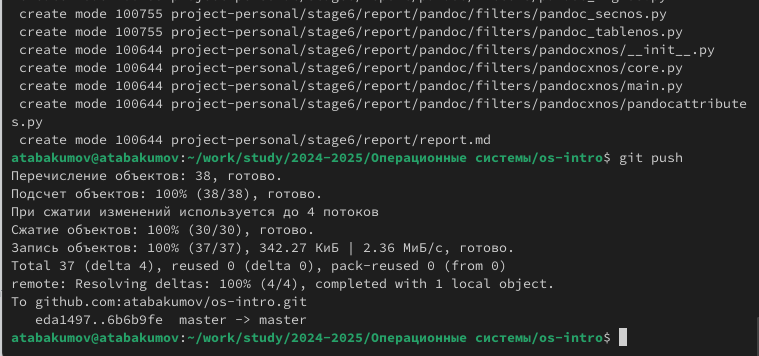 create mode 100755 project-personal/stage6/report/pandoc/filters/pandoc_secnos.py
create mode 100755 project-personal/stage6/report/pandoc/filters/pandoc_tablenos.py
create mode 100644 project-personal/stage6/report/pandoc/filters/pandocxnos/__init__.py
create mode 100644 project-personal/stage6/report/pandoc/filters/pandocxnos/core.py
create mode 100644 project-personal/stage6/report/pandoc/filters/pandocxnos/main.py
create mode 100644 project-personal/stage6/report/pandoc/filters/pandocxnos/pandocattribute
s.py
create mode 100644 project-personal/stage6/report/report.md
atabakumov@atabakumov:~/work/study/2024-2025/Операционные системы/os-intro$ git push
Перечисление объектов: 38, готово.
Подсчет объектов: 100% (38/38), готово.
При сжатии изменений используется до 4 потоков
Сжатие объектов: 100% (30/30), готово.
Запись объектов: 100% (37/37), 342.27 КиБ | 2.36 МиБ/с, готово.
Total 37 (delta 4), reused 0 (delta 0), pack-reused 0 (from 0)
remote: Resolving deltas: 100% (4/4), completed with 1 local object.
To github.com:atabakumov/os-intro.git
eda1497..6b6b9fe  master -> master
atabakumov@atabakumov:~/work/study/2024-2025/Операционные системы/os-intro$